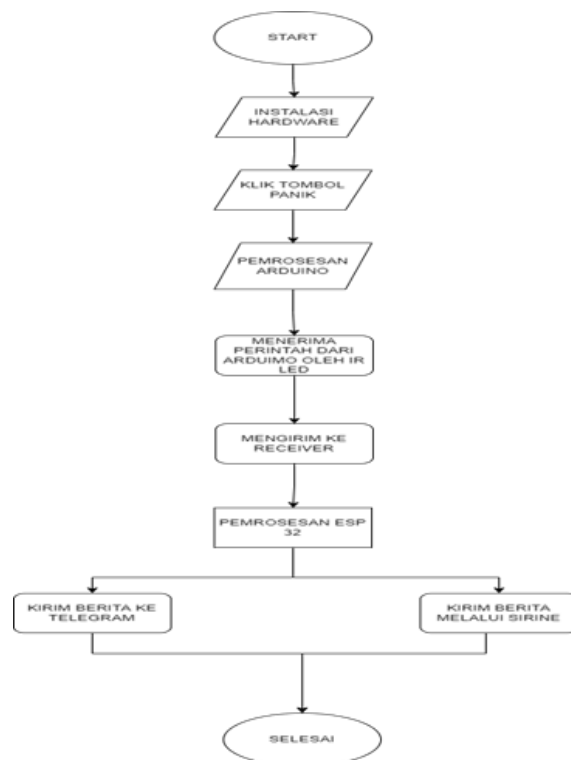 START
INSTALASI
HARDWARE
KLIK TOMBOL
PANIK
PEMROSESAN
ARDUINO
MENERIMA
PERINTAH DARI
ARDUIMO OLEH IR
LED
MENGIRIM KE
RECEIVER
PEMROSESAN ESP
32
KIRIM BERITA KE
TELEGRAM
KIRIM BERITA
MELALUI SIRINE
SELESAI